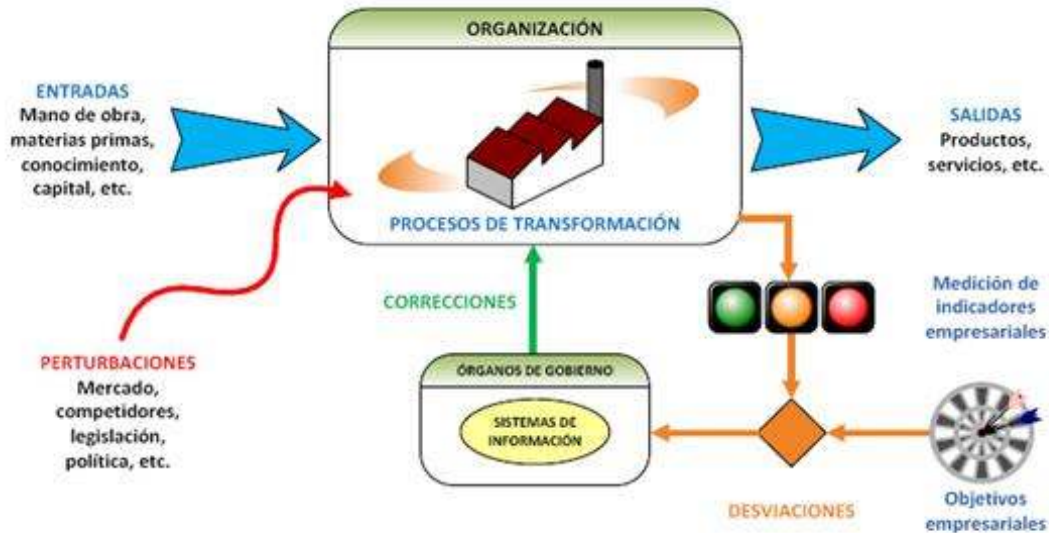 ORGANIZACIÓN
ENTRADAS
Mano de obra,
materias primas,
conocimiento,
capital, etc.
PROCESOS DE TRANSFORMACIÓN
SALIDAS
Productos,
servicios, etc.
CORRECCIONES
Medición de
indicadores
empresariales
PERTURBACIONES
Mercado,
competidores,
legislación,
política, etc.
ÓRGANOS DE GOBIERNO
SISTEMAS DE
INFORMACIÓN
DESVIACIONES
Objetivos
empresariales